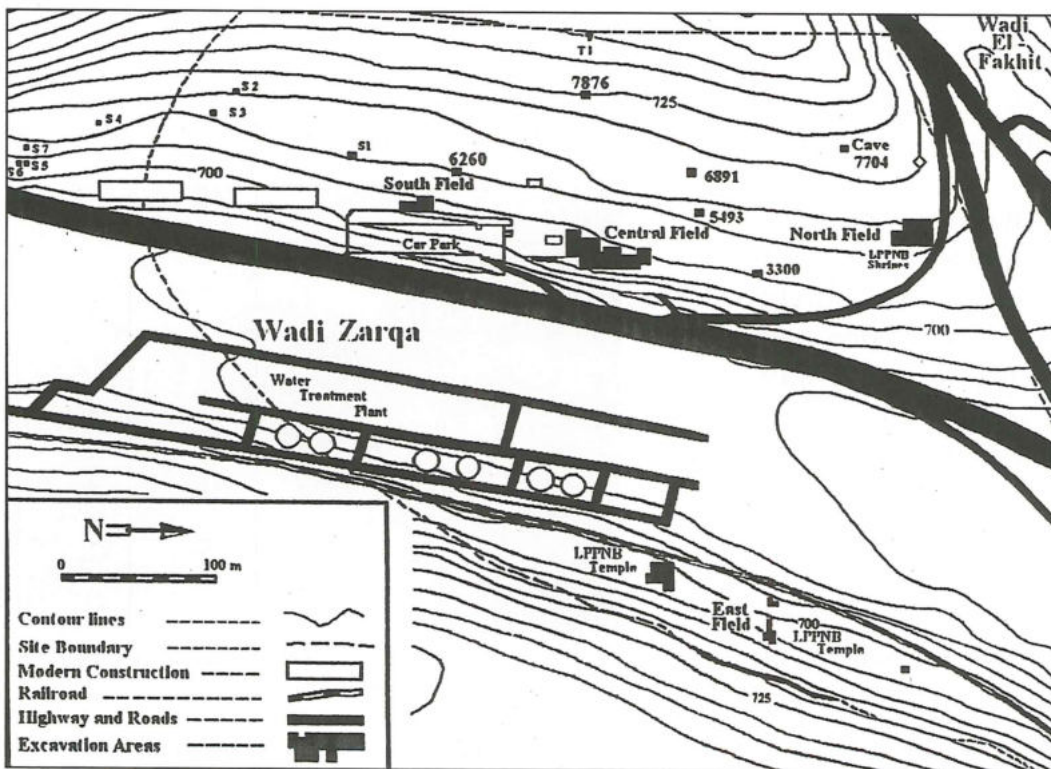 Wadi
El -
Fakhit
T1
7876
725
S2
S3
S4
S7
S6
S5
S1
6260
700
South Field
6891
Cave
7704
5493
Car Park
Central Field
North Field
LPPNB
Shrines
3300
700
Wadi Zarqa
Water
Treatment
Plant
LPPNB
Temple
East
Field
700
LPPNB
Temple
725
N
0 100 m
Contour lines
Site Boundary
Modern Construction
Railroad
Highway and Roads
Excavation Areas